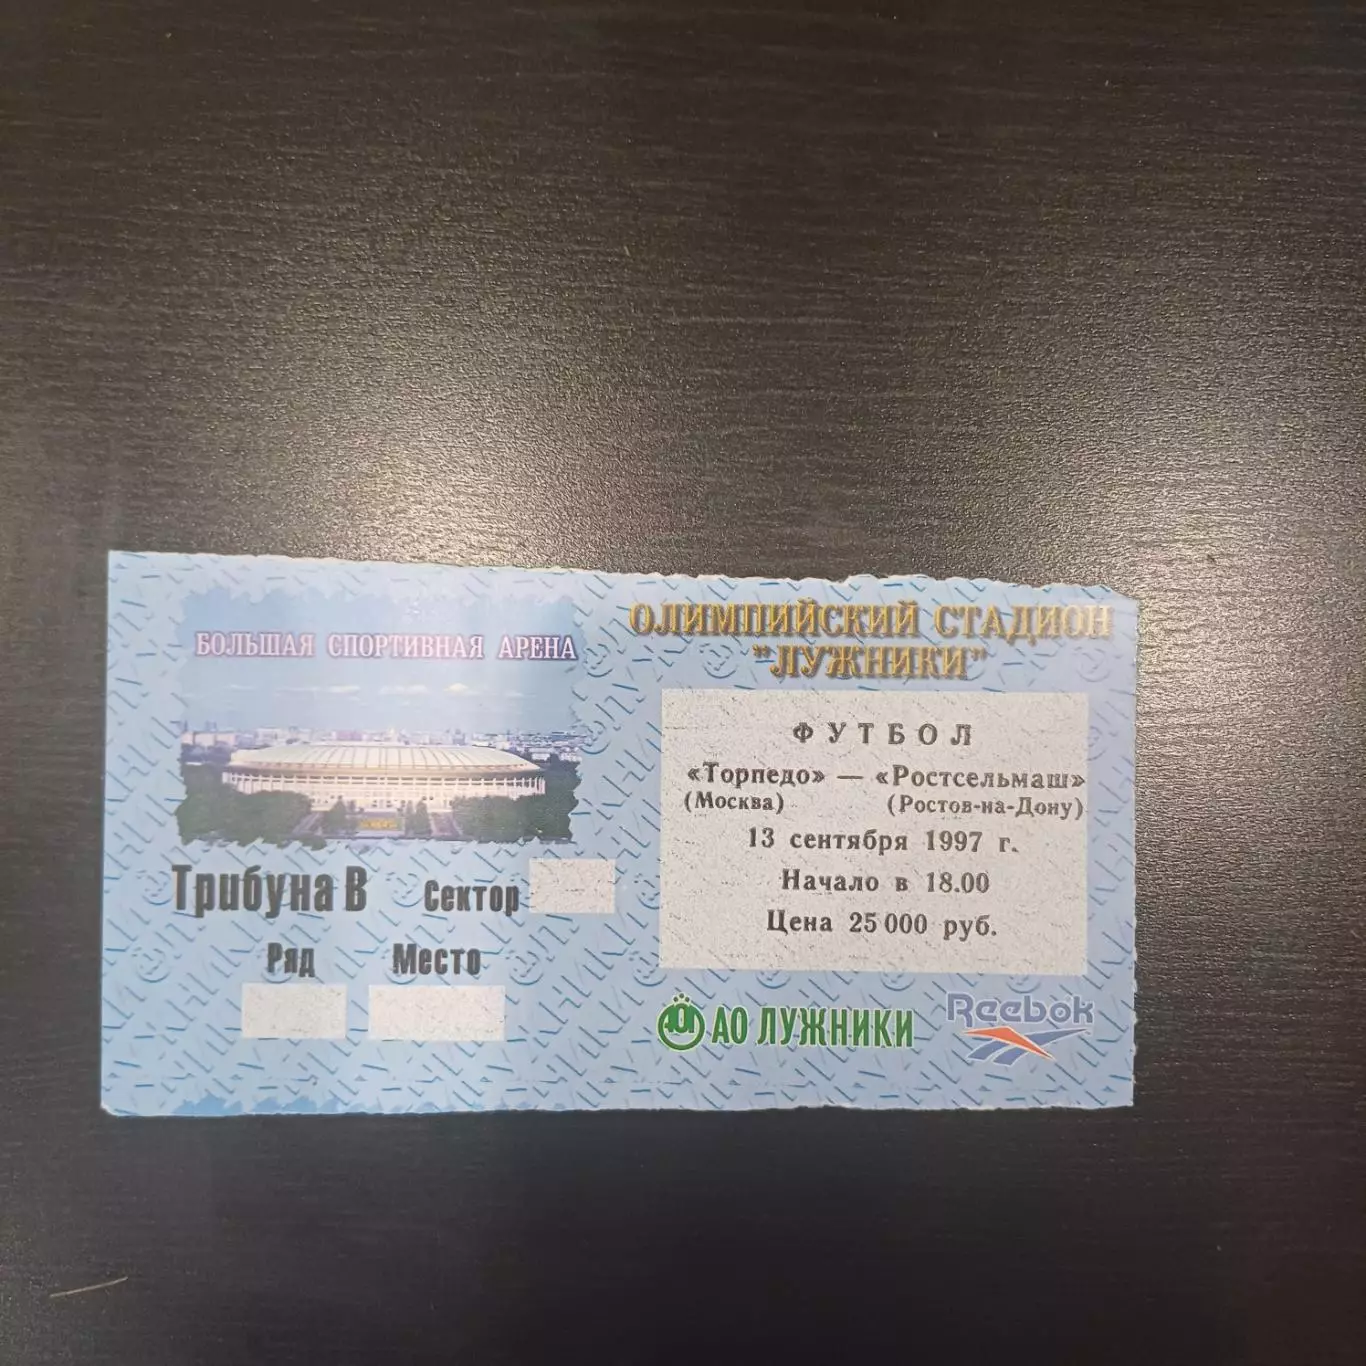 БОЛЬШАЯ СПОРТИВНАЯ АРЕНА
Трибуна В Сектор
Ряд Место
ОЛИМПИЙСКИЙ СТАДИОН
"ЛУЖНИКИ"
ФУТБОЛ
«Торпедо» — «Ростсельмаш»
(Москва) (Ростов-на-Дону)
13 сентября 1997 г.
Начало в 18.00
Цена 25 000 руб.
АО ЛУЖНИКИ
Reebok